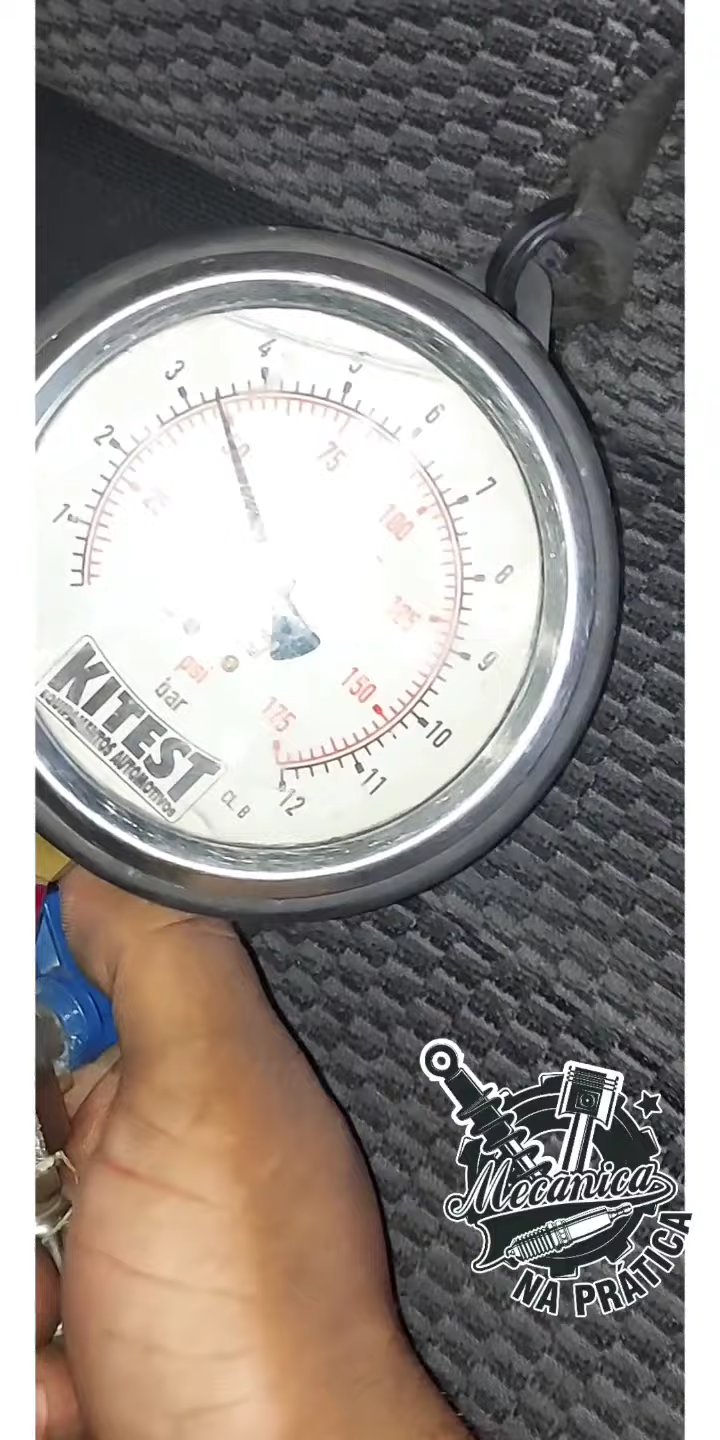 1 2 3 4 5 6 7 8 9 10 11 12
25 50 75 100 125 150 175
psi
bar
KITEST
EQUIPAMENTOS AUTOMOTIVOS
CL. B
Mecânica
NA PRÁTICA